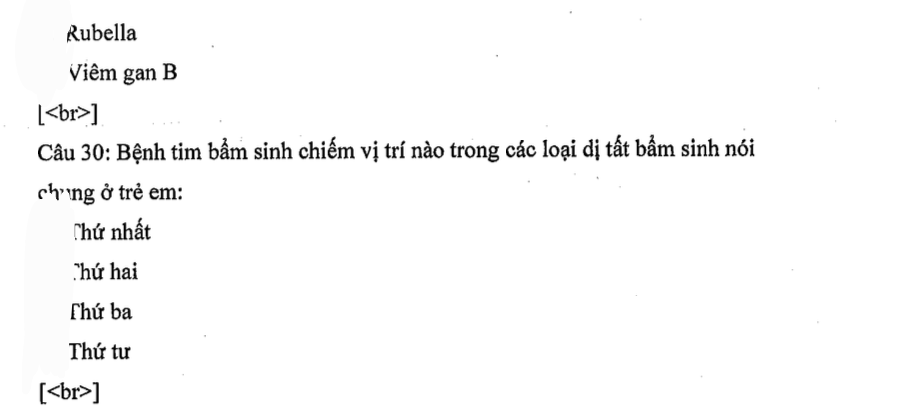 Rubella
Viêm gan B
[<br>]
Câu 30: Bệnh tim bẩm sinh chiếm vị trí nào trong các loại dị tất bẩm sinh nói
chung ở trẻ em:
Thứ nhất
Thứ hai
Thứ ba
Thứ tư
[<br>]